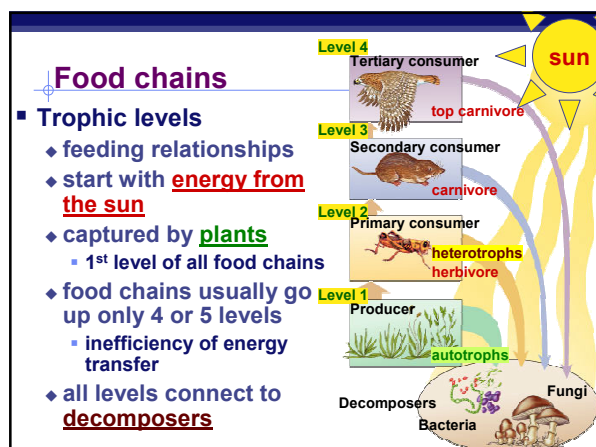 Food chains
▪ Trophic levels
◆ feeding relationships
◆ start with energy from
the sun
◆ captured by plants
▪ 1st level of all food chains
◆ food chains usually go
up only 4 or 5 levels
▪ inefficiency of energy
transfer
◆ all levels connect to
decomposers
sun
Level 4
Tertiary consumer
top carnivore
Level 3
Secondary consumer
carnivore
Level 2
Primary consumer
heterotrophs
herbivore
Level 1
Producer
autotrophs
Decomposers
Bacteria
Fungi